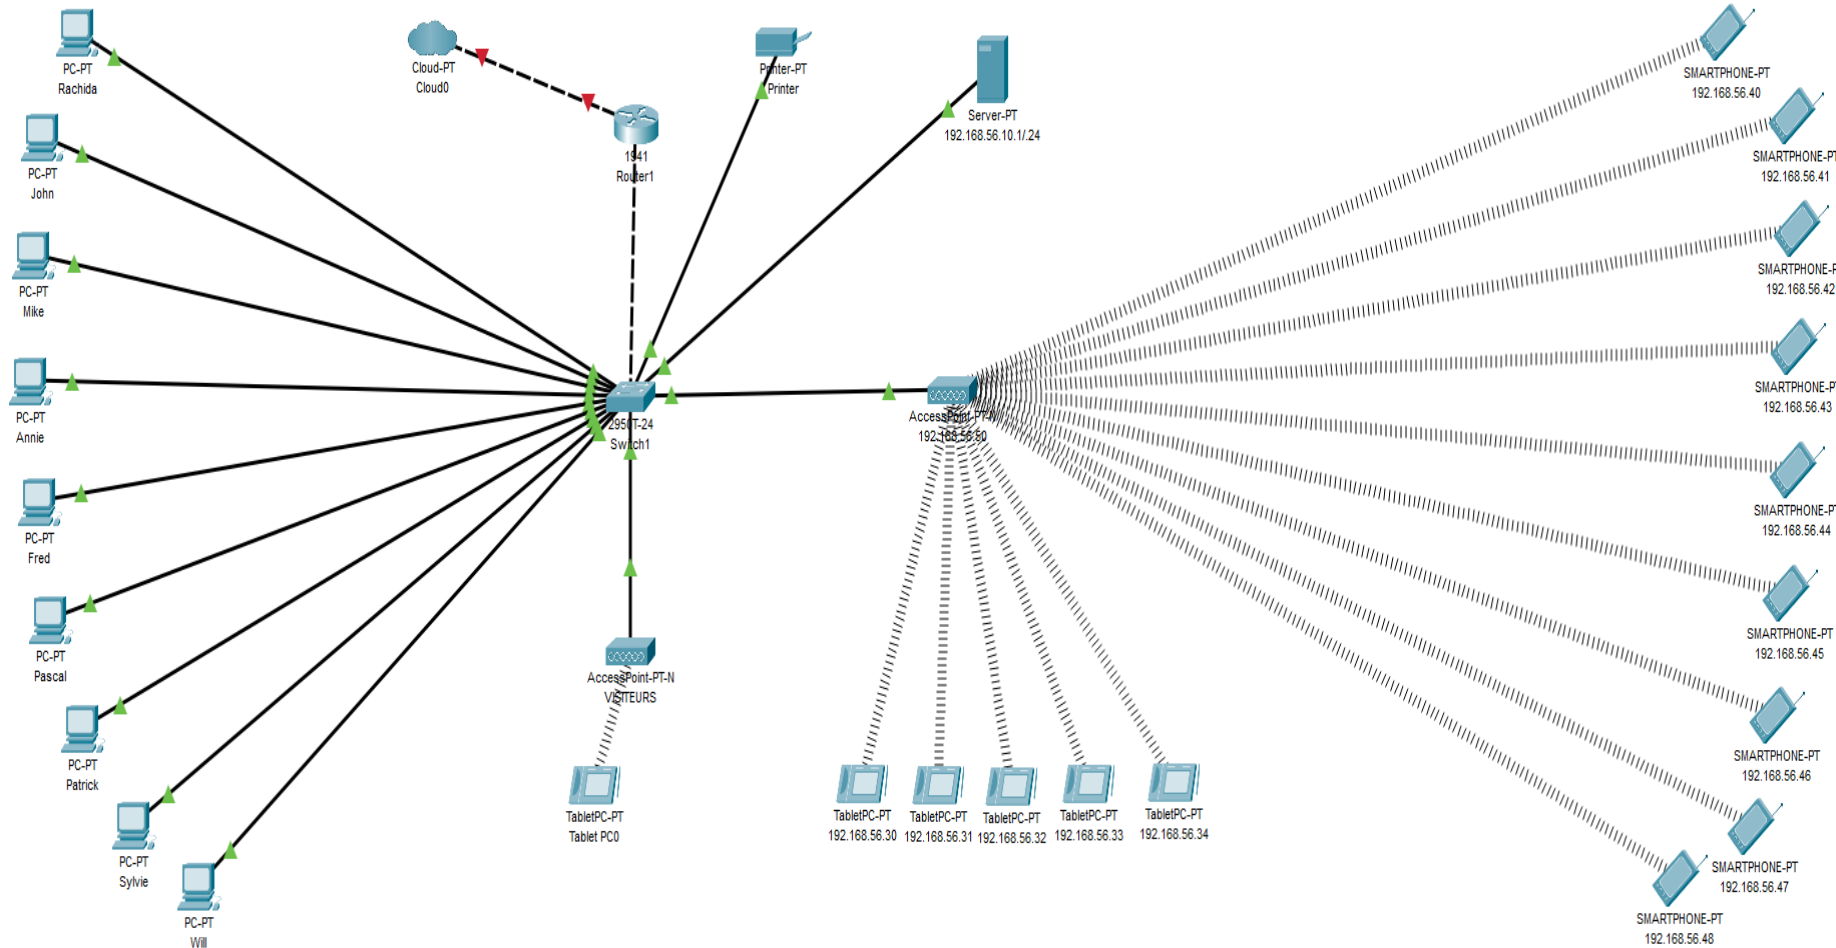 PC-PT
Rachida
PC-PT
John
PC-PT
Mike
PC-PT
Annie
PC-PT
Fred
PC-PT
Pascal
PC-PT
Patrick
PC-PT
Sylvie
PC-PT
Will
Cloud-PT
Cloud0
1941
Router1
Printer-PT
Printer
Server-PT
192.168.56.10.1/.24
2950T-24
Switch1
AccessPoint-PT-N
192.168.56.50
AccessPoint-PT-N
VISITEURS
TabletPC-PT
Tablet PC0
TabletPC-PT
192.168.56.30
TabletPC-PT
192.168.56.31
TabletPC-PT
192.168.56.32
TabletPC-PT
192.168.56.33
TabletPC-PT
192.168.56.34
SMARTPHONE-PT
192.168.56.40
SMARTPHONE-PT
192.168.56.41
SMARTPHONE-P
192.168.56.42
SMARTPHONE-PT
192.168.56.43
SMARTPHONE-PT
192.168.56.44
SMARTPHONE-PT
192.168.56.45
SMARTPHONE-PT
192.168.56.46
SMARTPHONE-PT
192.168.56.47
SMARTPHONE-PT
192.168.56.48